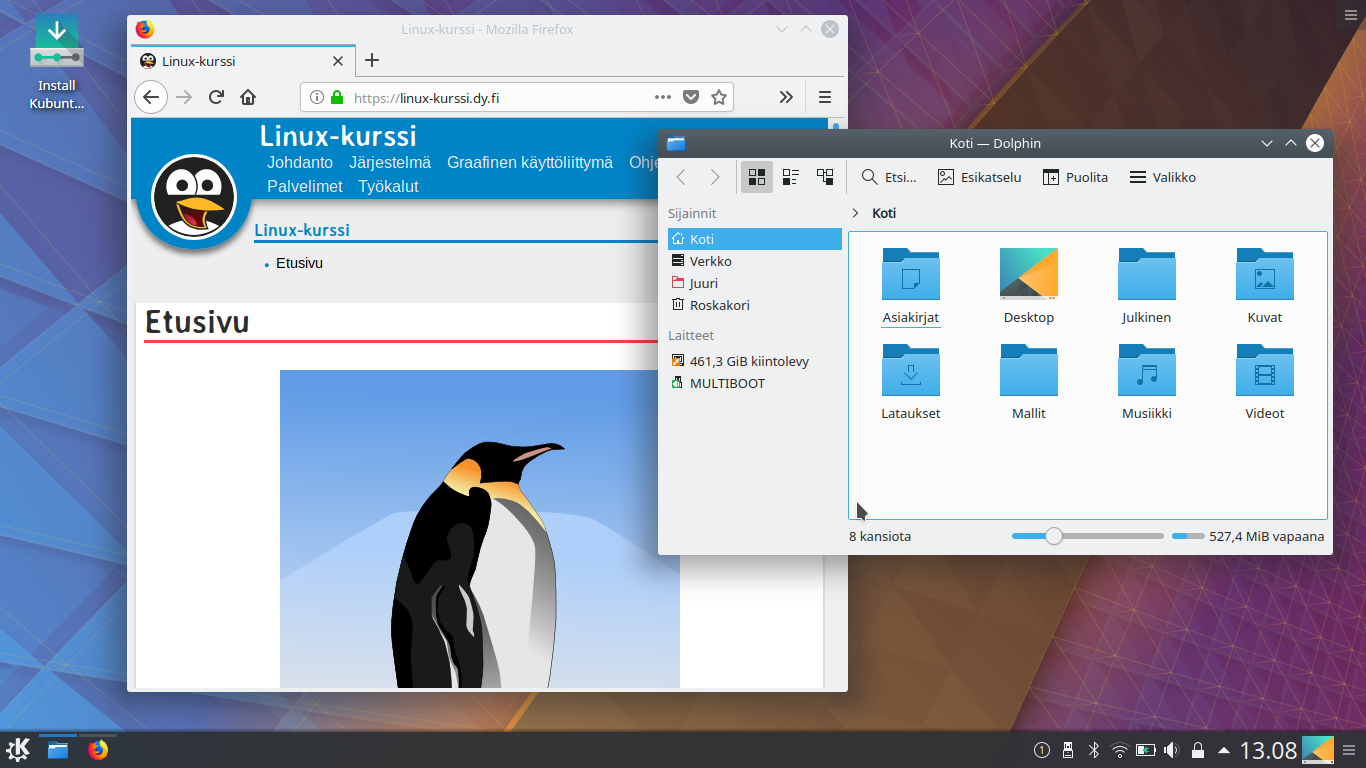 Install
Kubunt...
Linux-kurssi - Mozilla Firefox
Linux-kurssi
https://linux-kurssi.dy.fi
Linux-kurssi
Johdanto Järjestelmä Graafinen käyttöliittymä Ohje
Palvelimet Työkalut
Linux-kurssi
Etusivu
Etusivu
Koti — Dolphin
Etsi... Esikatselu Puolita Valikko
Sijainnit
Koti
Verkko
Juuri
Roskakori
Laitteet
461,3 GiB kiintolevy
MULTIBOOT
Koti
Asiakirjat Desktop Julkinen Kuvat
Lataukset Mallit Musiikki Videot
8 kansiota
527,4 MiB vapaana
1
13.08